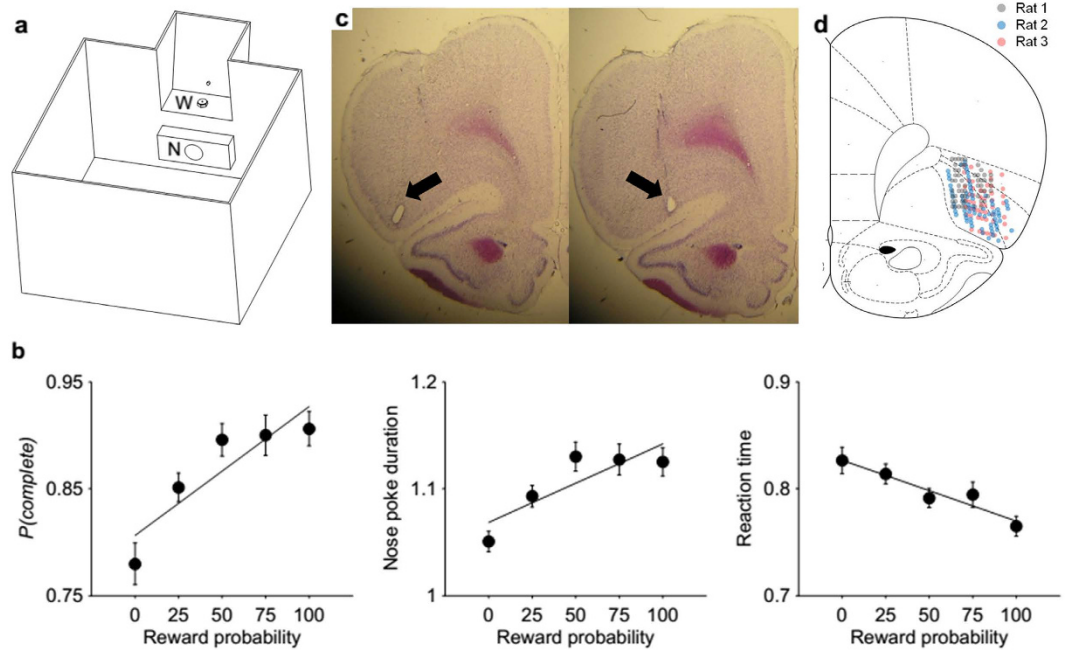 a
W
N
c
d
Rat 1
Rat 2
Rat 3
b
0.95
0.85
0.75
P(complete)
0 25 50 75 100
Reward probability
1.2
1.1
1
Nose poke duration
0 25 50 75 100
Reward probability
0.9
0.8
0.7
Reaction time
0 25 50 75 100
Reward probability